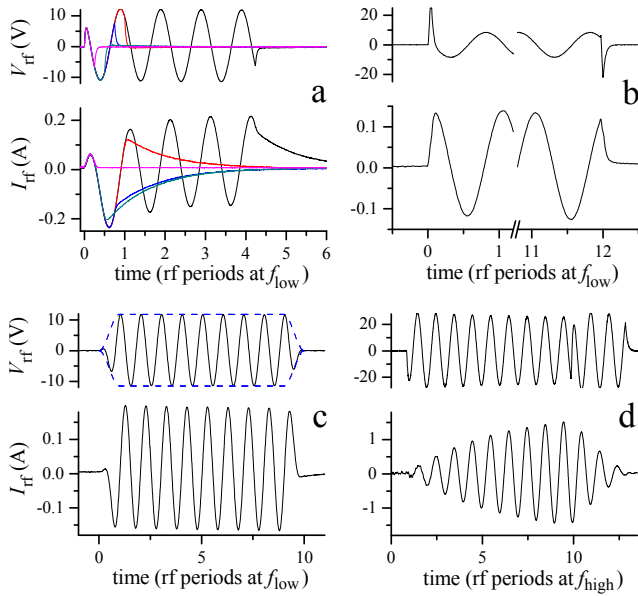 V_rf (V)
10
0
-10
a
I_rf (A)
0.2
0.0
-0.2
0 1 2 3 4 5 6
time (rf periods at f_low)
20
0
-20
b
0.1
0.0
-0.1
0 1 11 12
time (rf periods at f_low)
V_rf (V)
10
0
-10
c
I_rf (A)
0.1
0.0
-0.1
0 5 10
time (rf periods at f_low)
20
0
-20
d
1
0
-1
0 5 10
time (rf periods at f_high)